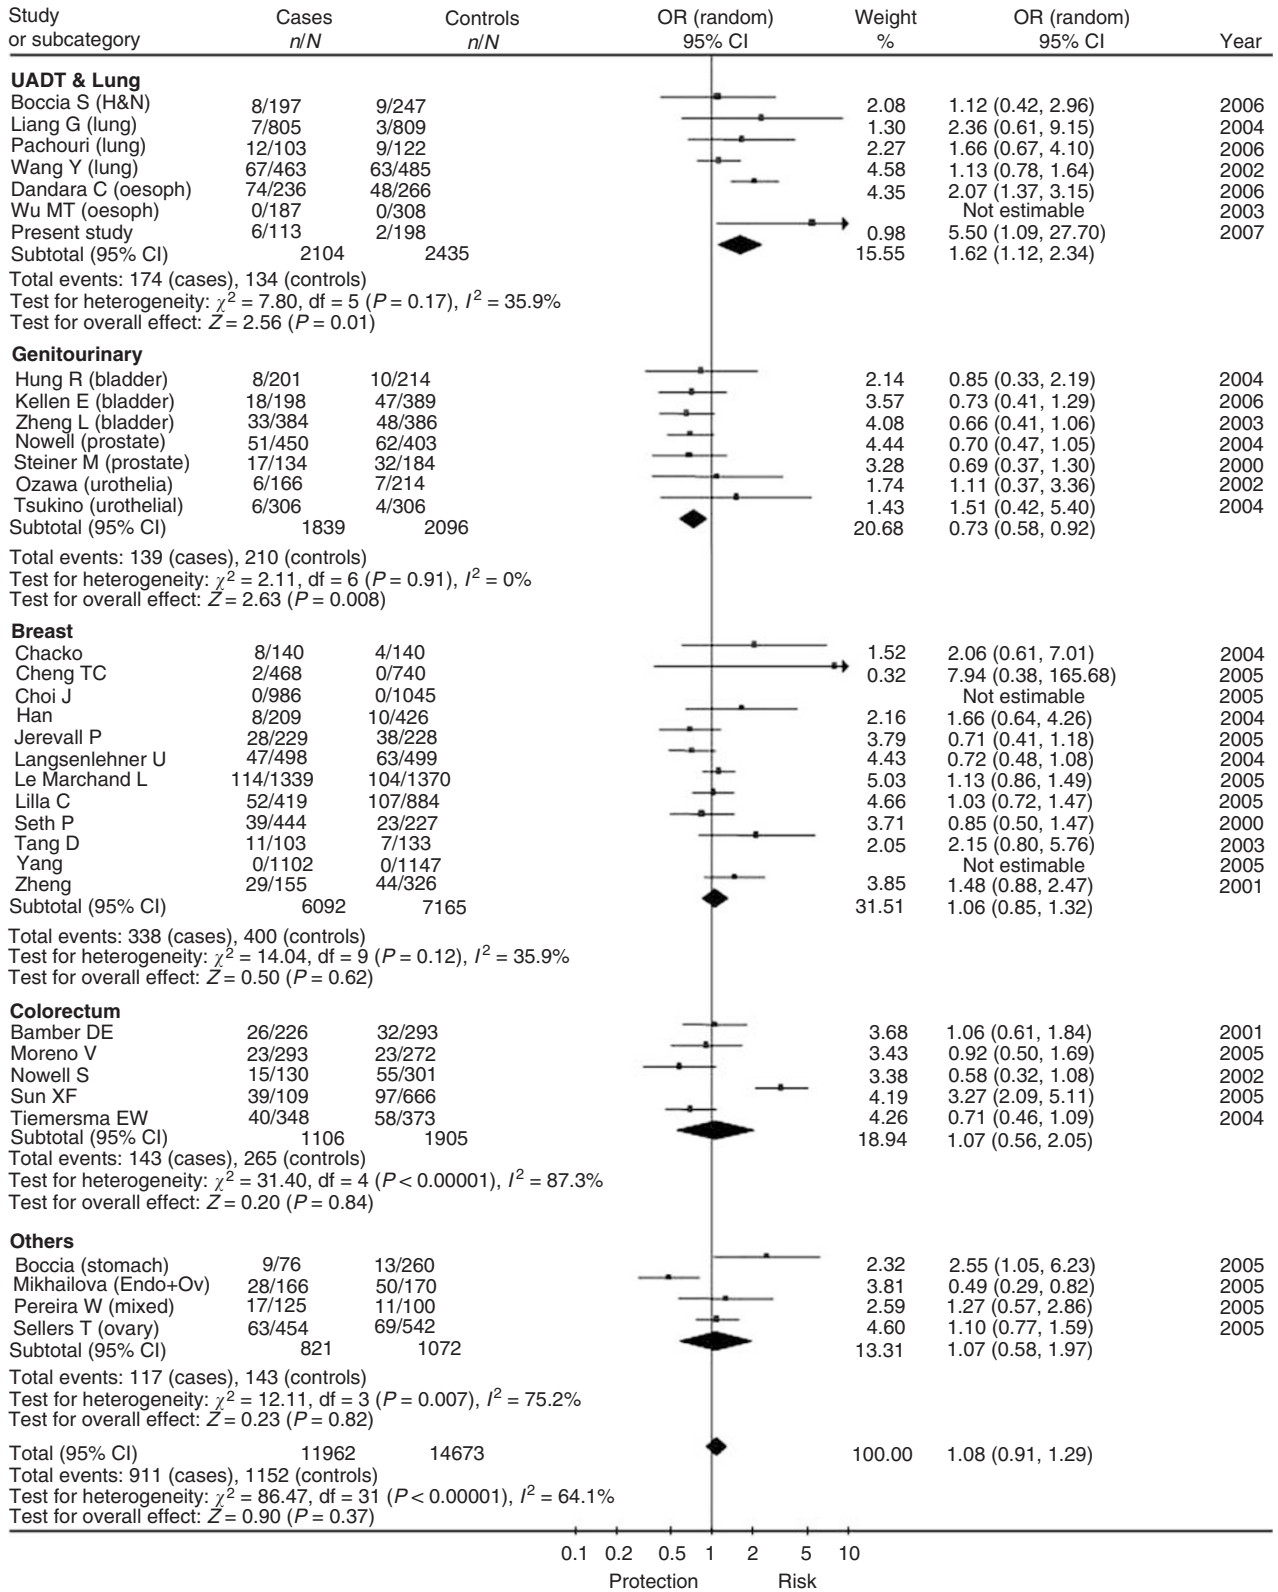 Study Cases Controls OR (random) Weight OR (random)
or subcategory n/N n/N 95% CI % 95% CI Year
UADT & Lung
Boccia S (H&N) 8/197 9/247 2.08 1.12 (0.42, 2.96) 2006
Liang G (lung) 7/805 3/809 1.30 2.36 (0.61, 9.15) 2004
Pachouri (lung) 12/103 9/122 2.27 1.66 (0.67, 4.10) 2006
Wang Y (lung) 67/463 63/485 4.58 1.13 (0.78, 1.64) 2002
Dandara C (oesoph) 74/236 48/266 4.35 2.07 (1.37, 3.15) 2006
Wu MT (oesoph) 0/187 0/308 Not estimable 2003
Present study 6/113 2/198 0.98 5.50 (1.09, 27.70) 2007
Subtotal (95% CI) 2104 2435 15.55 1.62 (1.12, 2.34)
Total events: 174 (cases), 134 (controls)
Test for heterogeneity: χ² = 7.80, df = 5 (P = 0.17), I² = 35.9%
Test for overall effect: Z = 2.56 (P = 0.01)
Genitourinary
Hung R (bladder) 8/201 10/214 2.14 0.85 (0.33, 2.19) 2004
Kellen E (bladder) 18/198 47/389 3.57 0.73 (0.41, 1.29) 2006
Zheng L (bladder) 33/384 48/386 4.08 0.66 (0.41, 1.06) 2003
Nowell (prostate) 51/450 62/403 4.44 0.70 (0.47, 1.05) 2004
Steiner M (prostate) 17/134 32/184 3.28 0.69 (0.37, 1.30) 2000
Ozawa (urothelia) 6/166 7/214 1.74 1.11 (0.37, 3.36) 2002
Tsukino (urothelial) 6/306 4/306 1.43 1.51 (0.42, 5.40) 2004
Subtotal (95% CI) 1839 2096 20.68 0.73 (0.58, 0.92)
Total events: 139 (cases), 210 (controls)
Test for heterogeneity: χ² = 2.11, df = 6 (P = 0.91), I² = 0%
Test for overall effect: Z = 2.63 (P = 0.008)
Breast
Chacko 8/140 4/140 1.52 2.06 (0.61, 7.01) 2004
Cheng TC 2/468 0/740 0.32 7.94 (0.38, 165.68) 2005
Choi J 0/986 0/1045 Not estimable 2005
Han 8/209 10/426 2.16 1.66 (0.64, 4.26) 2004
Jerevall P 28/229 38/228 3.79 0.71 (0.41, 1.18) 2005
Langsenlehner U 47/498 63/499 4.43 0.72 (0.48, 1.08) 2004
Le Marchand L 114/1339 104/1370 5.03 1.13 (0.86, 1.49) 2005
Lilla C 52/419 107/884 4.66 1.03 (0.72, 1.47) 2005
Seth P 39/444 23/227 3.71 0.85 (0.50, 1.47) 2000
Tang D 11/103 7/133 2.05 2.15 (0.80, 5.76) 2003
Yang 0/1102 0/1147 Not estimable 2005
Zheng 29/155 44/326 3.85 1.48 (0.88, 2.47) 2001
Subtotal (95% CI) 6092 7165 31.51 1.06 (0.85, 1.32)
Total events: 338 (cases), 400 (controls)
Test for heterogeneity: χ² = 14.04, df = 9 (P = 0.12), I² = 35.9%
Test for overall effect: Z = 0.50 (P = 0.62)
Colorectum
Bamber DE 26/226 32/293 3.68 1.06 (0.61, 1.84) 2001
Moreno V 23/293 23/272 3.43 0.92 (0.50, 1.69) 2005
Nowell S 15/130 55/301 3.38 0.58 (0.32, 1.08) 2002
Sun XF 39/109 97/666 4.19 3.27 (2.09, 5.11) 2005
Tiemersma EW 40/348 58/373 4.26 0.71 (0.46, 1.09) 2004
Subtotal (95% CI) 1106 1905 18.94 1.07 (0.56, 2.05)
Total events: 143 (cases), 265 (controls)
Test for heterogeneity: χ² = 31.40, df = 4 (P < 0.00001), I² = 87.3%
Test for overall effect: Z = 0.20 (P = 0.84)
Others
Boccia (stomach) 9/76 13/260 2.32 2.55 (1.05, 6.23) 2005
Mikhailova (Endo+Ov) 28/166 50/170 3.81 0.49 (0.29, 0.82) 2005
Pereira W (mixed) 17/125 11/100 2.59 1.27 (0.57, 2.86) 2005
Sellers T (ovary) 63/454 69/542 4.60 1.10 (0.77, 1.59) 2005
Subtotal (95% CI) 821 1072 13.31 1.07 (0.58, 1.97)
Total events: 117 (cases), 143 (controls)
Test for heterogeneity: χ² = 12.11, df = 3 (P = 0.007), I² = 75.2%
Test for overall effect: Z = 0.23 (P = 0.82)
Total (95% CI) 11962 14673 100.00 1.08 (0.91, 1.29)
Total events: 911 (cases), 1152 (controls)
Test for heterogeneity: χ² = 86.47, df = 31 (P < 0.00001), I² = 64.1%
Test for overall effect: Z = 0.90 (P = 0.37)
0.1 0.2 0.5 1 2 5 10
Protection Risk